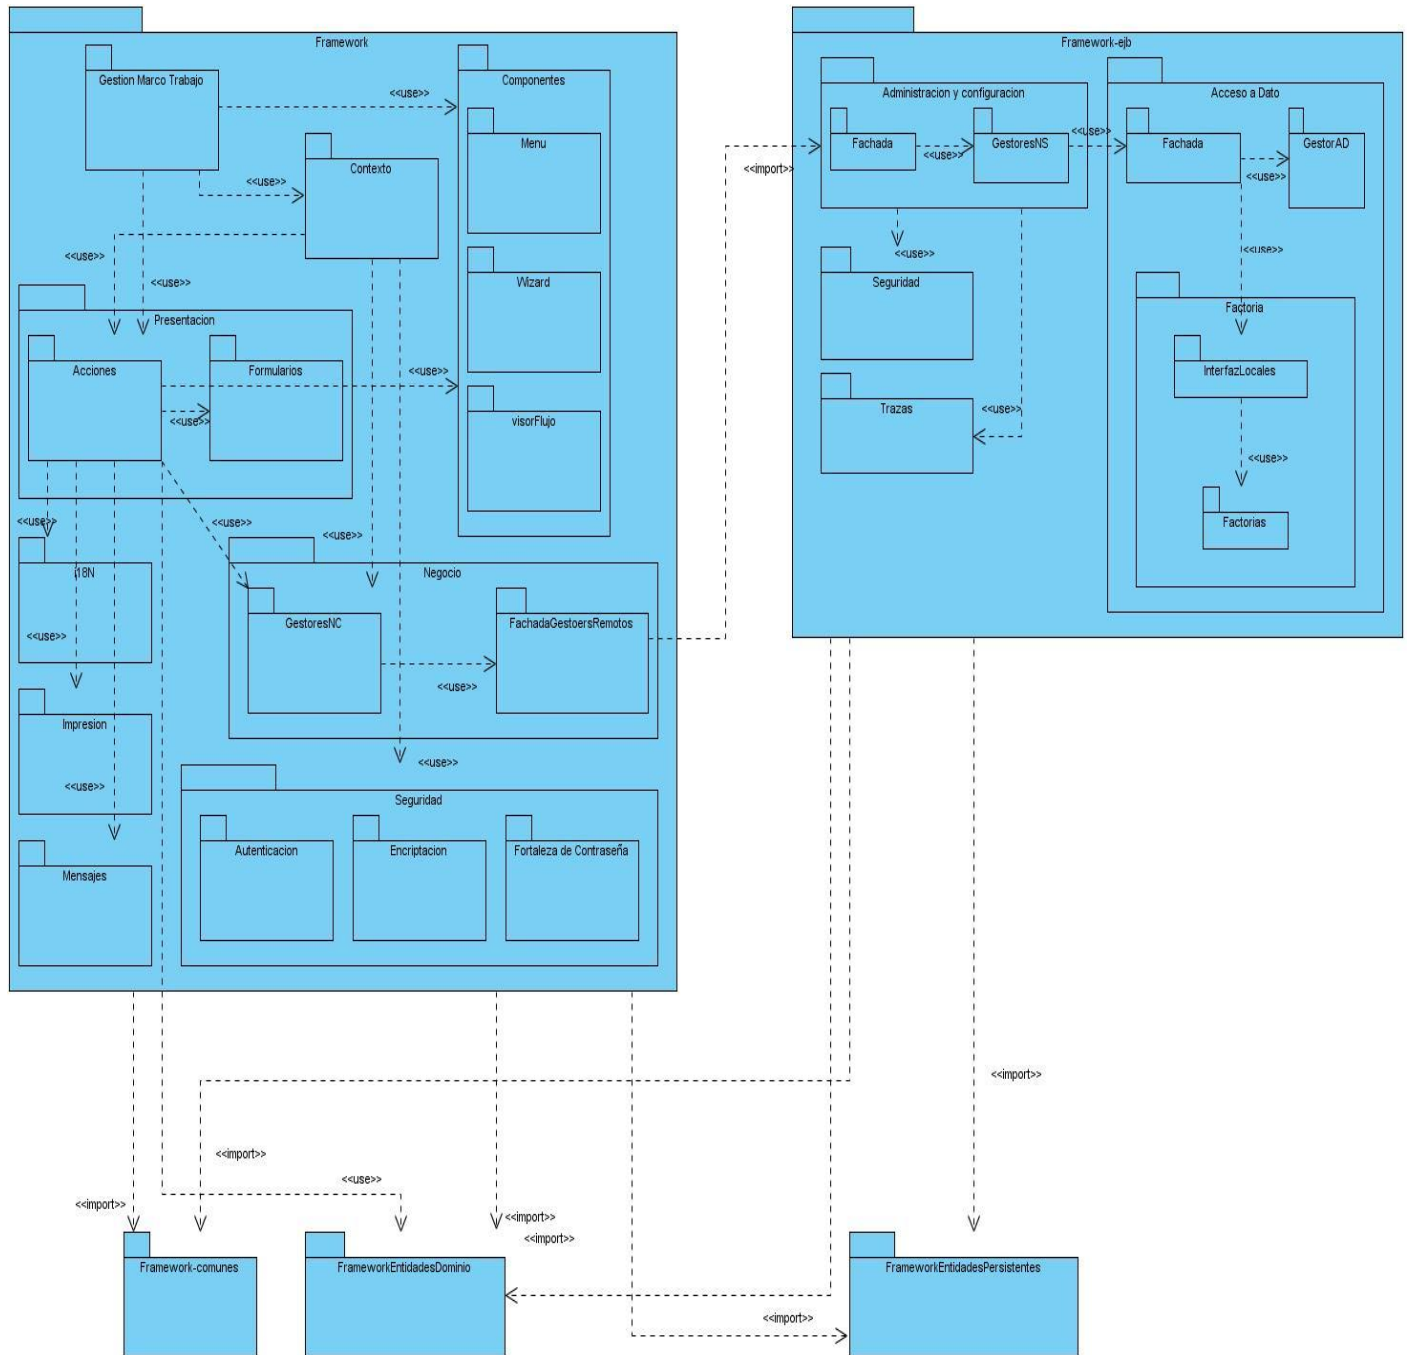 Framework
Gestion Marco Trabajo
<<use>>
Componentes
Menu
Contexto
<<use>>
<<use>>
<<use>>
Wizard
Presentacion
Acciones
Formularios
<<use>>
<<use>>
visorFlujo
<<use>>
<<use>>
<<use>>
i18N
Negocio
<<use>>
GestoresNC
FachadaGestoersRemotos
<<use>>
Impresion
<<use>>
<<use>>
Seguridad
Autenticacion
Encriptacion
Fortaleza de Contraseña
Mensajes
<<import>>
Framework-ejb
Administracion y configuracion
Fachada
<<use>>
GestoresNS
<<use>>
Acceso a Dato
Fachada
<<use>>
GestorAD
<<use>>
<<use>>
Seguridad
Factoria
InterfazLocales
Trazas
<<use>>
<<use>>
Factorias
<<import>>
<<import>>
<<use>>
<<import>>
<<import>>
<<import>>
Framework-comunes
FrameworkEntidadesDominio
FrameworkEntidadesPersistentes
<<import>>